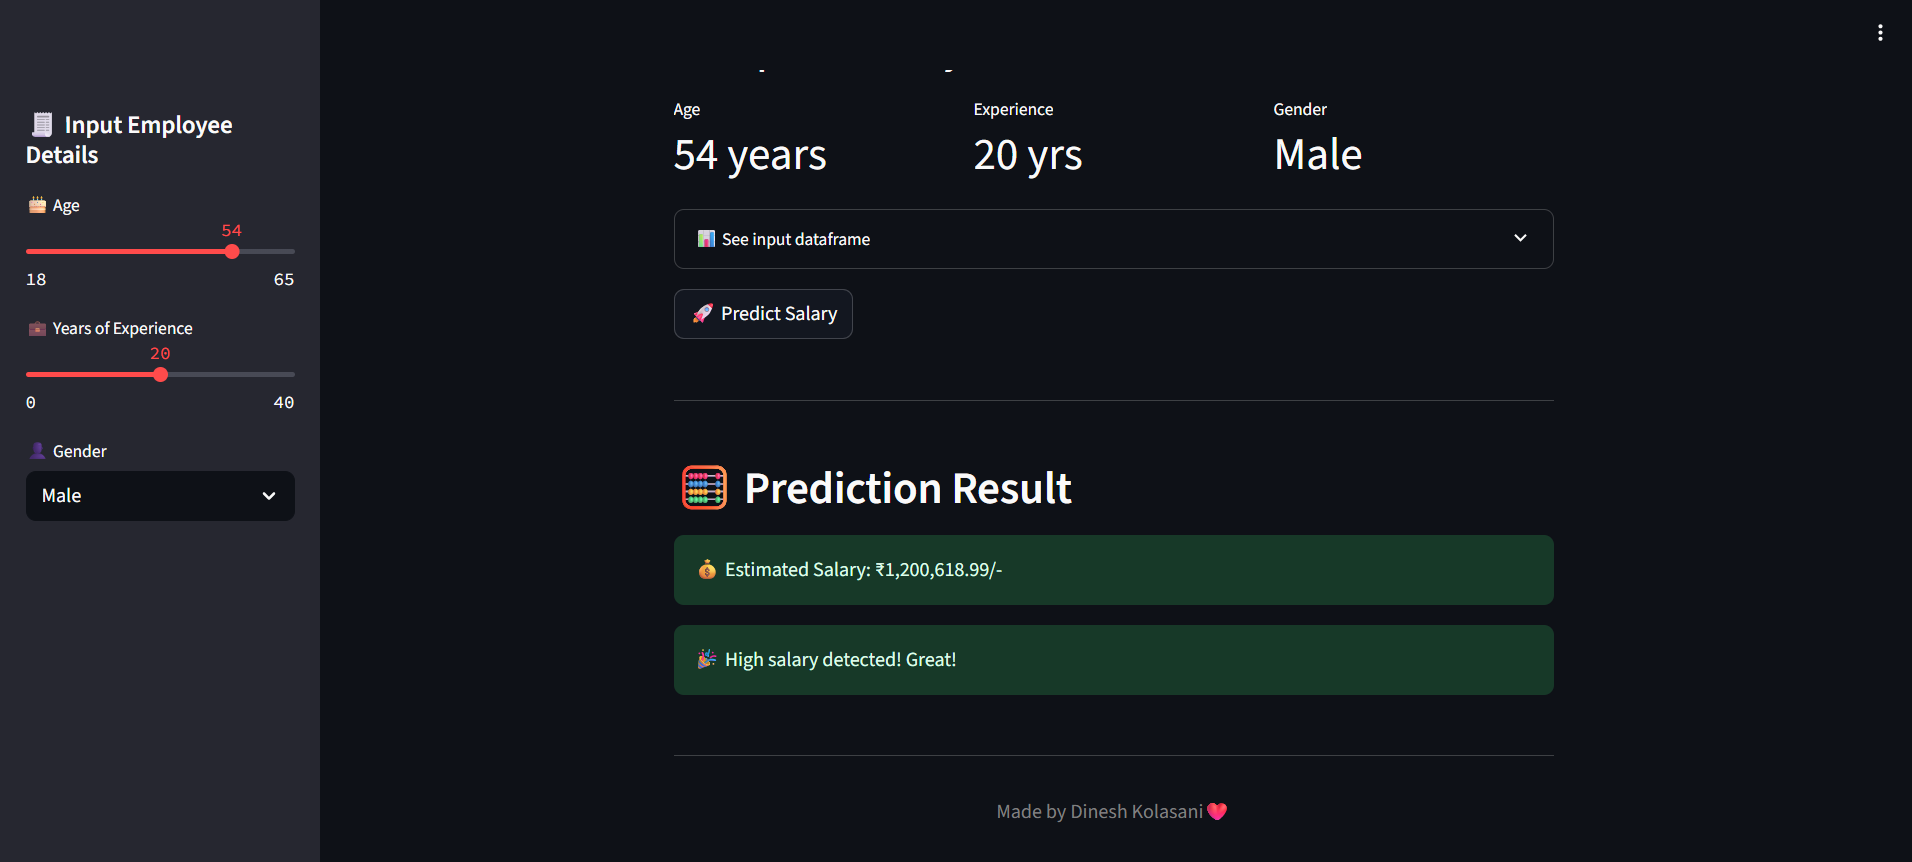 Input Employee
Details
Age
54
18 65
Years of Experience
20
0 40
Gender
Male
Age Experience Gender
54 years 20 yrs Male
See input dataframe
Predict Salary
Prediction Result
Estimated Salary: ₹1,200,618.99/-
High salary detected! Great!
Made by Dinesh Kolasani